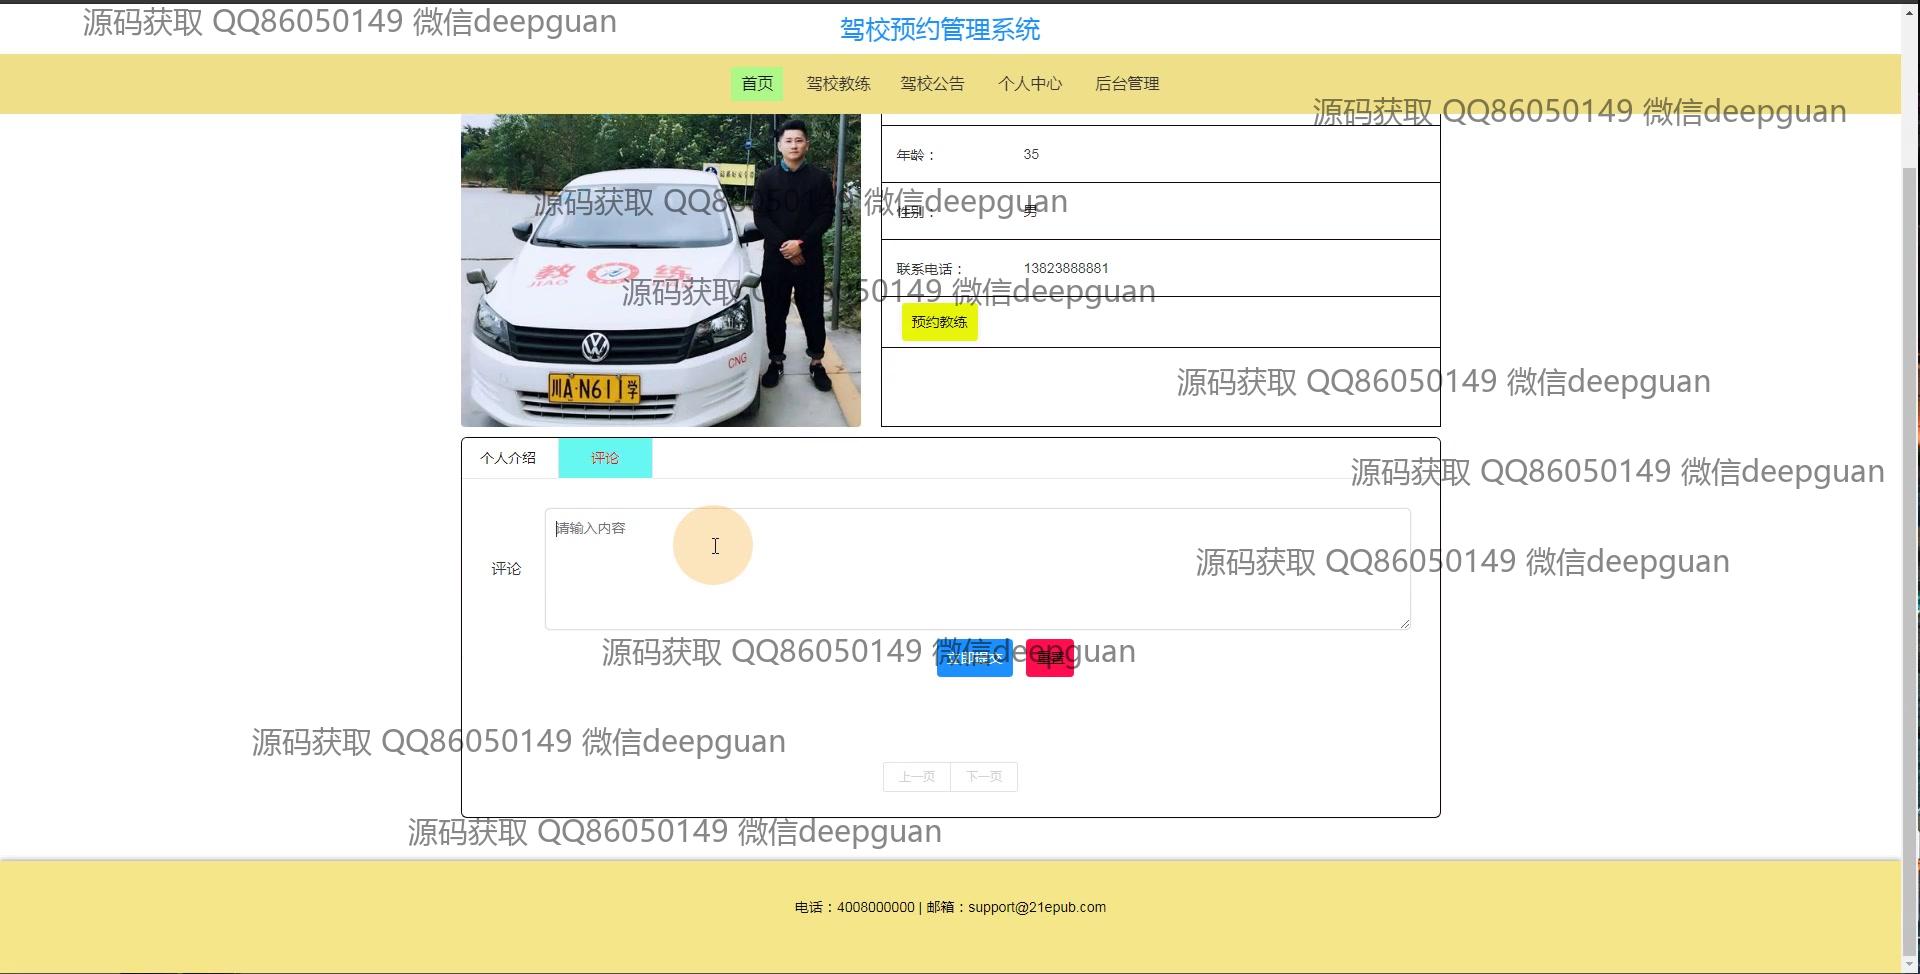 源码获取 QQ86050149 微信deepguan
驾校预约管理系统
首页 驾校教练 驾校公告 个人中心 后台管理
源码获取 QQ86050149 微信deepguan
年龄： 35
源码获取 QQ86050149 微信deepguan
性别： 男
联系电话： 13823888881
教 练
JIAO
源码获取 QQ86050149 微信deepguan
预约教练
CNG
川A·N611学
源码获取 QQ86050149 微信deepguan
个人介绍 评论
源码获取 QQ86050149 微信deepguan
请输入内容
评论
源码获取 QQ86050149 微信deepguan
源码获取 QQ86050149 微信deepguan
立即提交 重置
源码获取 QQ86050149 微信deepguan
上一页 下一页
源码获取 QQ86050149 微信deepguan
电话：4008000000 | 邮箱：support@21epub.com